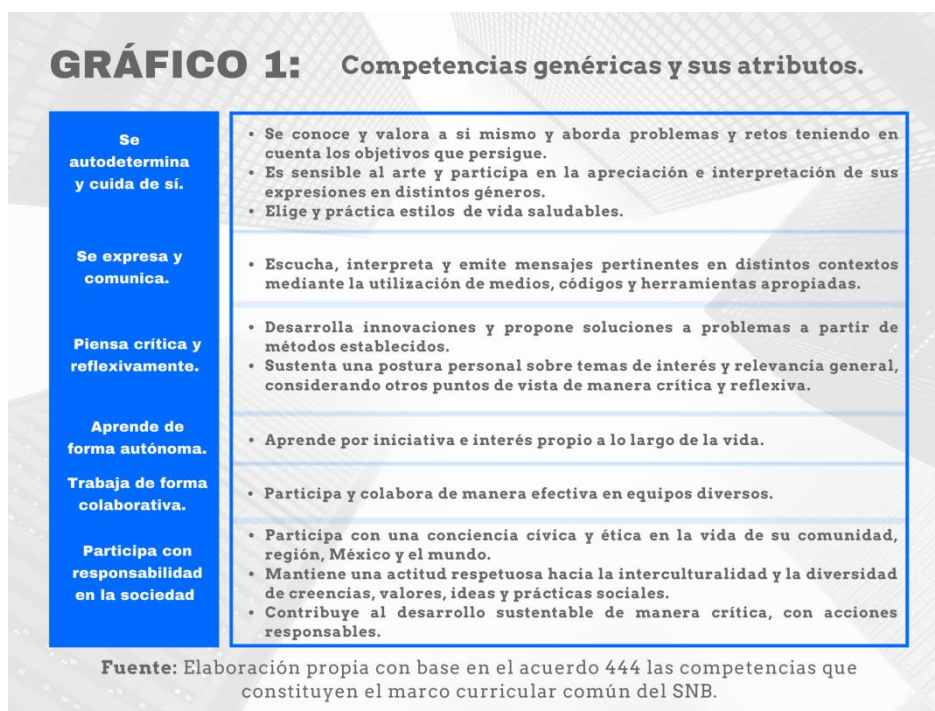 GRÁFICO 1: Competencias genéricas y sus atributos.
Se
autodetermina
y cuida de sí.
• Se conoce y valora a si mismo y aborda problemas y retos teniendo en
cuenta los objetivos que persigue.
• Es sensible al arte y participa en la apreciación e interpretación de sus
expresiones en distintos géneros.
• Elige y práctica estilos de vida saludables.
Se expresa y
comunica.
• Escucha, interpreta y emite mensajes pertinentes en distintos contextos
mediante la utilización de medios, códigos y herramientas apropiadas.
Piensa crítica y
reflexivamente.
• Desarrolla innovaciones y propone soluciones a problemas a partir de
métodos establecidos.
• Sustenta una postura personal sobre temas de interés y relevancia general,
considerando otros puntos de vista de manera crítica y reflexiva.
Aprende de
forma autónoma.
• Aprende por iniciativa e interés propio a lo largo de la vida.
Trabaja de forma
colaborativa.
• Participa y colabora de manera efectiva en equipos diversos.
Participa con
responsabilidad
en la sociedad
• Participa con una conciencia cívica y ética en la vida de su comunidad,
región, México y el mundo.
• Mantiene una actitud respetuosa hacia la interculturalidad y la diversidad
de creencias, valores, ideas y prácticas sociales.
• Contribuye al desarrollo sustentable de manera crítica, con acciones
responsables.
Fuente: Elaboración propia con base en el acuerdo 444 las competencias que
constituyen el marco curricular común del SNB.